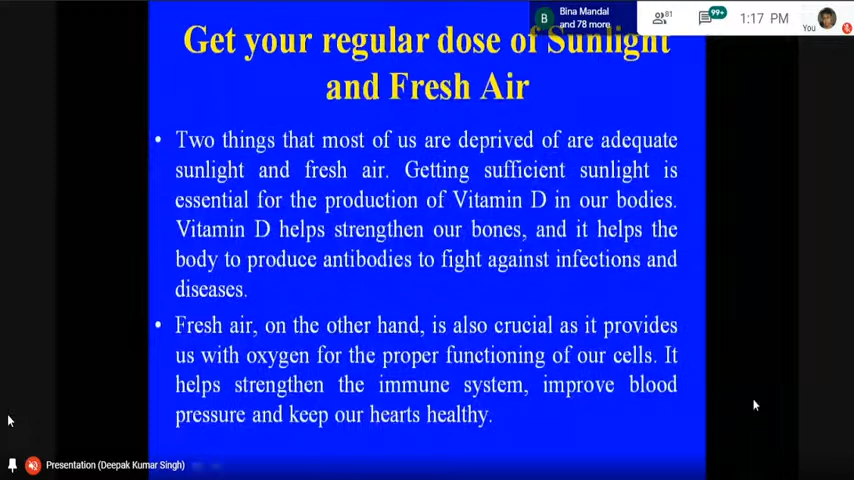 Bina Mandal
and 78 more
B
81
99+
1:17 PM
You
Get your regular dose of Sunlight
and Fresh Air
• Two things that most of us are deprived of are adequate
sunlight and fresh air. Getting sufficient sunlight is
essential for the production of Vitamin D in our bodies.
Vitamin D helps strengthen our bones, and it helps the
body to produce antibodies to fight against infections and
diseases.
• Fresh air, on the other hand, is also crucial as it provides
us with oxygen for the proper functioning of our cells. It
helps strengthen the immune system, improve blood
pressure and keep our hearts healthy.
Presentation (Deepak Kumar Singh)